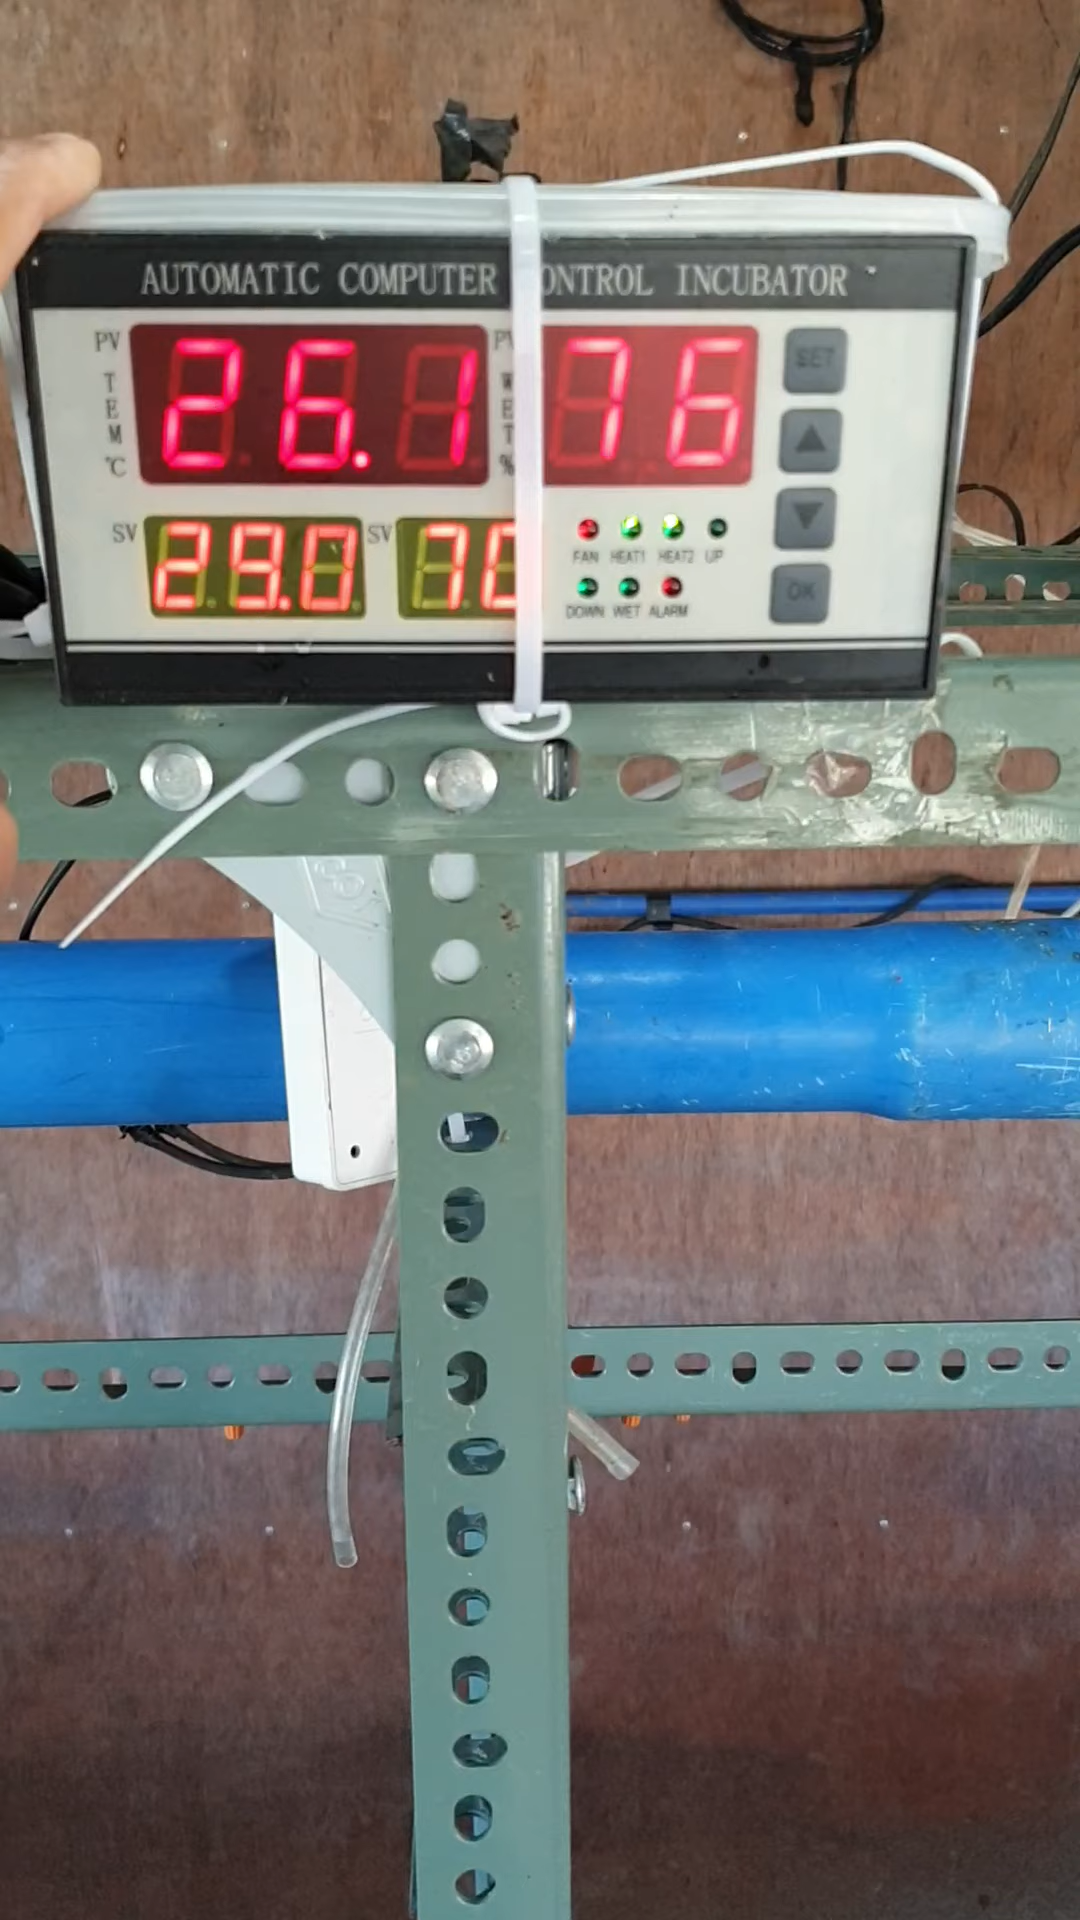 AUTOMATIC COMPUTER ONTROL INCUBATOR
PV TEM °C 26.1
PV WET % 76
SET
SV 29.0
SV 70
FAN HEAT1 HEAT2 UP
DOWN WET ALARM
OK